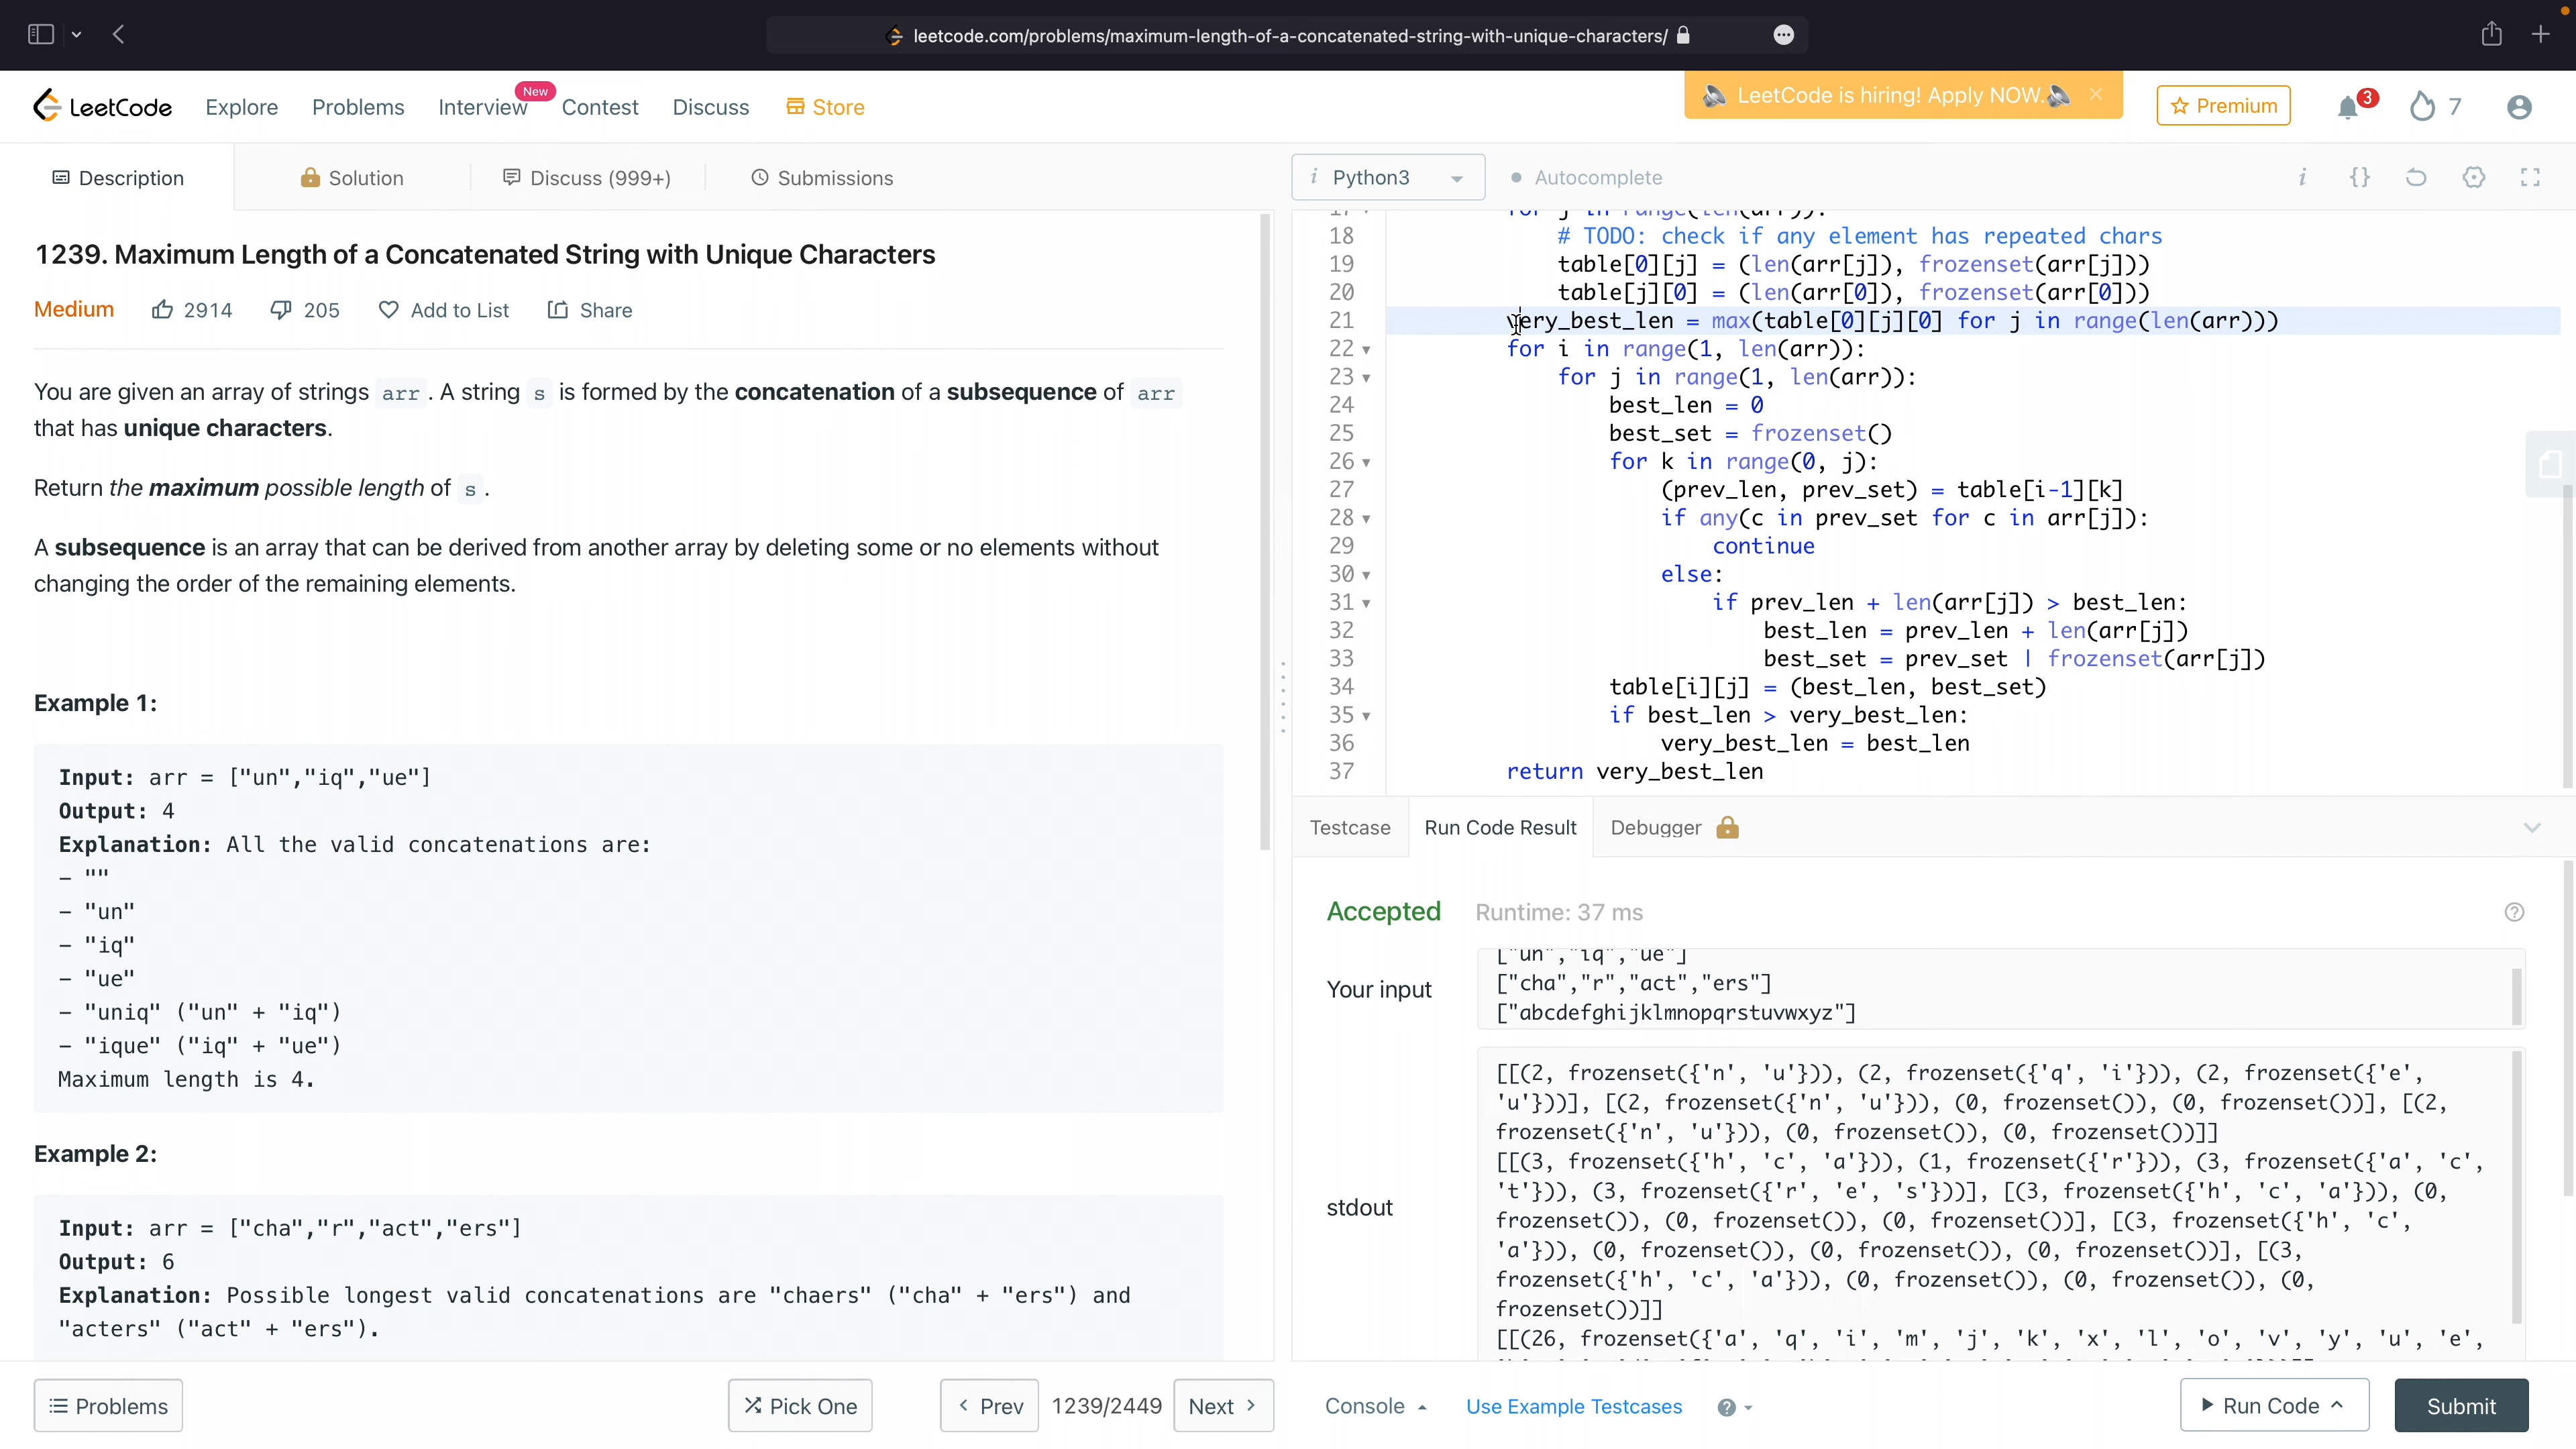 leetcode.com/problems/maximum-length-of-a-concatenated-string-with-unique-characters/
LeetCode Explore Problems Interview New Contest Discuss Store
LeetCode is hiring! Apply NOW.
Premium 3 7
Description Solution Discuss (999+) Submissions
i Python3 Autocomplete i {}
1239. Maximum Length of a Concatenated String with Unique Characters
Medium 2914 205 Add to List Share
You are given an array of strings arr . A string s is formed by the concatenation of a subsequence of arr
that has unique characters.
Return the maximum possible length of s .
A subsequence is an array that can be derived from another array by deleting some or no elements without
changing the order of the remaining elements.
Example 1:
Input: arr = ["un","iq","ue"]
Output: 4
Explanation: All the valid concatenations are:
- ""
- "un"
- "iq"
- "ue"
- "uniq" ("un" + "iq")
- "ique" ("iq" + "ue")
Maximum length is 4.
Example 2:
Input: arr = ["cha","r","act","ers"]
Output: 6
Explanation: Possible longest valid concatenations are "chaers" ("cha" + "ers") and
"acters" ("act" + "ers").
17 for j in range(len(arr)):
18 # TODO: check if any element has repeated chars
19 table[0][j] = (len(arr[j]), frozenset(arr[j]))
20 table[j][0] = (len(arr[0]), frozenset(arr[0]))
21 very_best_len = max(table[0][j][0] for j in range(len(arr)))
22 for i in range(1, len(arr)):
23 for j in range(1, len(arr)):
24 best_len = 0
25 best_set = frozenset()
26 for k in range(0, j):
27 (prev_len, prev_set) = table[i-1][k]
28 if any(c in prev_set for c in arr[j]):
29 continue
30 else:
31 if prev_len + len(arr[j]) > best_len:
32 best_len = prev_len + len(arr[j])
33 best_set = prev_set | frozenset(arr[j])
34 table[i][j] = (best_len, best_set)
35 if best_len > very_best_len:
36 very_best_len = best_len
37 return very_best_len
Testcase Run Code Result Debugger
Accepted Runtime: 37 ms
Your input
["un","iq","ue"]
["cha","r","act","ers"]
["abcdefghijklmnopqrstuvwxyz"]
stdout
[[(2, frozenset({'n', 'u'})), (2, frozenset({'q', 'i'})), (2, frozenset({'e',
'u'}))], [(2, frozenset({'n', 'u'})), (0, frozenset()), (0, frozenset())], [(2,
frozenset({'n', 'u'})), (0, frozenset()), (0, frozenset())]]
[[(3, frozenset({'h', 'c', 'a'})), (1, frozenset({'r'})), (3, frozenset({'a', 'c',
't'})), (3, frozenset({'r', 'e', 's'}))], [(3, frozenset({'h', 'c', 'a'})), (0,
frozenset()), (0, frozenset()), (0, frozenset())], [(3, frozenset({'h', 'c',
'a'})), (0, frozenset()), (0, frozenset()), (0, frozenset())], [(3,
frozenset({'h', 'c', 'a'})), (0, frozenset()), (0, frozenset()), (0,
frozenset())]]
[[(26, frozenset({'a', 'q', 'i', 'm', 'j', 'k', 'x', 'l', 'o', 'v', 'y', 'u', 'e',
Problems Pick One Prev 1239/2449 Next
Console Use Example Testcases Run Code Submit